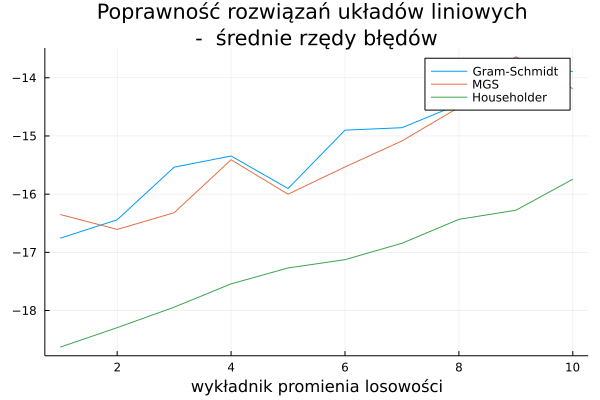 Poprawność rozwiązań układów liniowych
- średnie rzędy błędów
Gram-Schmidt
MGS
Householder
−14
−15
−16
−17
−18
2
4
6
8
10
wykładnik promienia losowości